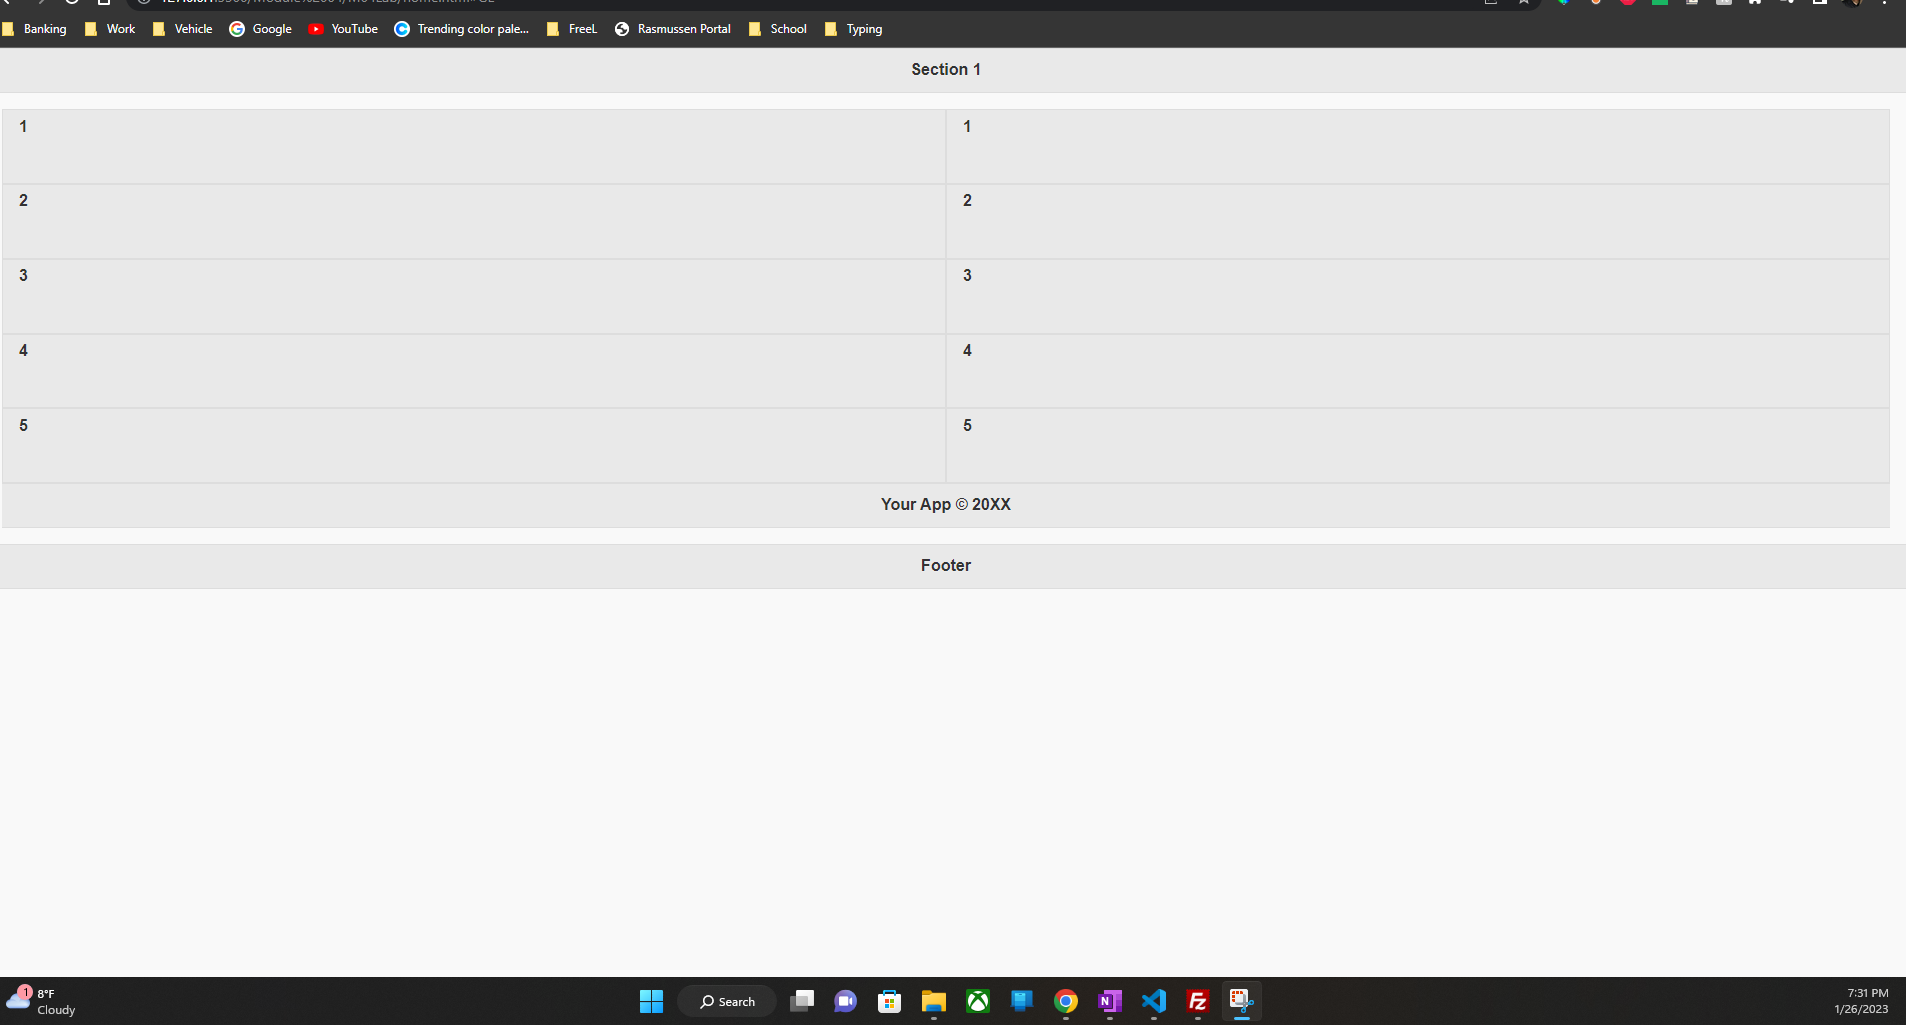 Banking Work Vehicle Google YouTube Trending color pale... FreeL Rasmussen Portal School Typing
Section 1
1 1
2 2
3 3
4 4
5 5
Your App © 20XX
Footer
1
8°F
Cloudy
Search
7:31 PM
1/26/2023